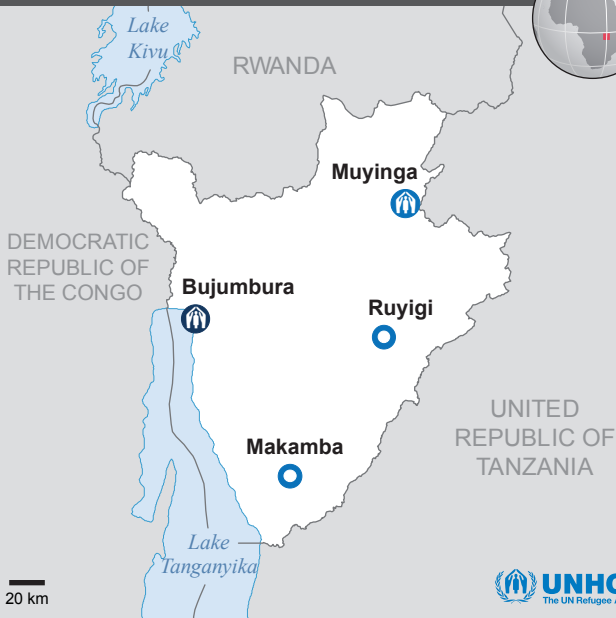 Lake
Kivu
RWANDA
Muyinga
DEMOCRATIC
REPUBLIC OF
THE CONGO
Bujumbura
Ruyigi
UNITED
REPUBLIC OF
TANZANIA
Makamba
Lake
Tanganyika
20 km
UNHC
The UN Refugee A